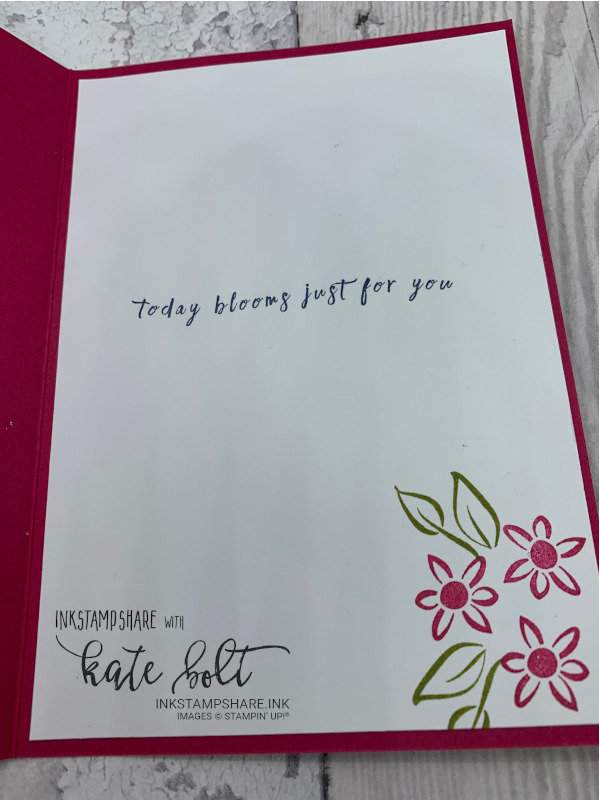 Today blooms just for you
INKSTAMPSHARE WITH
kate bolt
INKSTAMPSHARE.INK
IMAGES © STAMPIN' UP!®